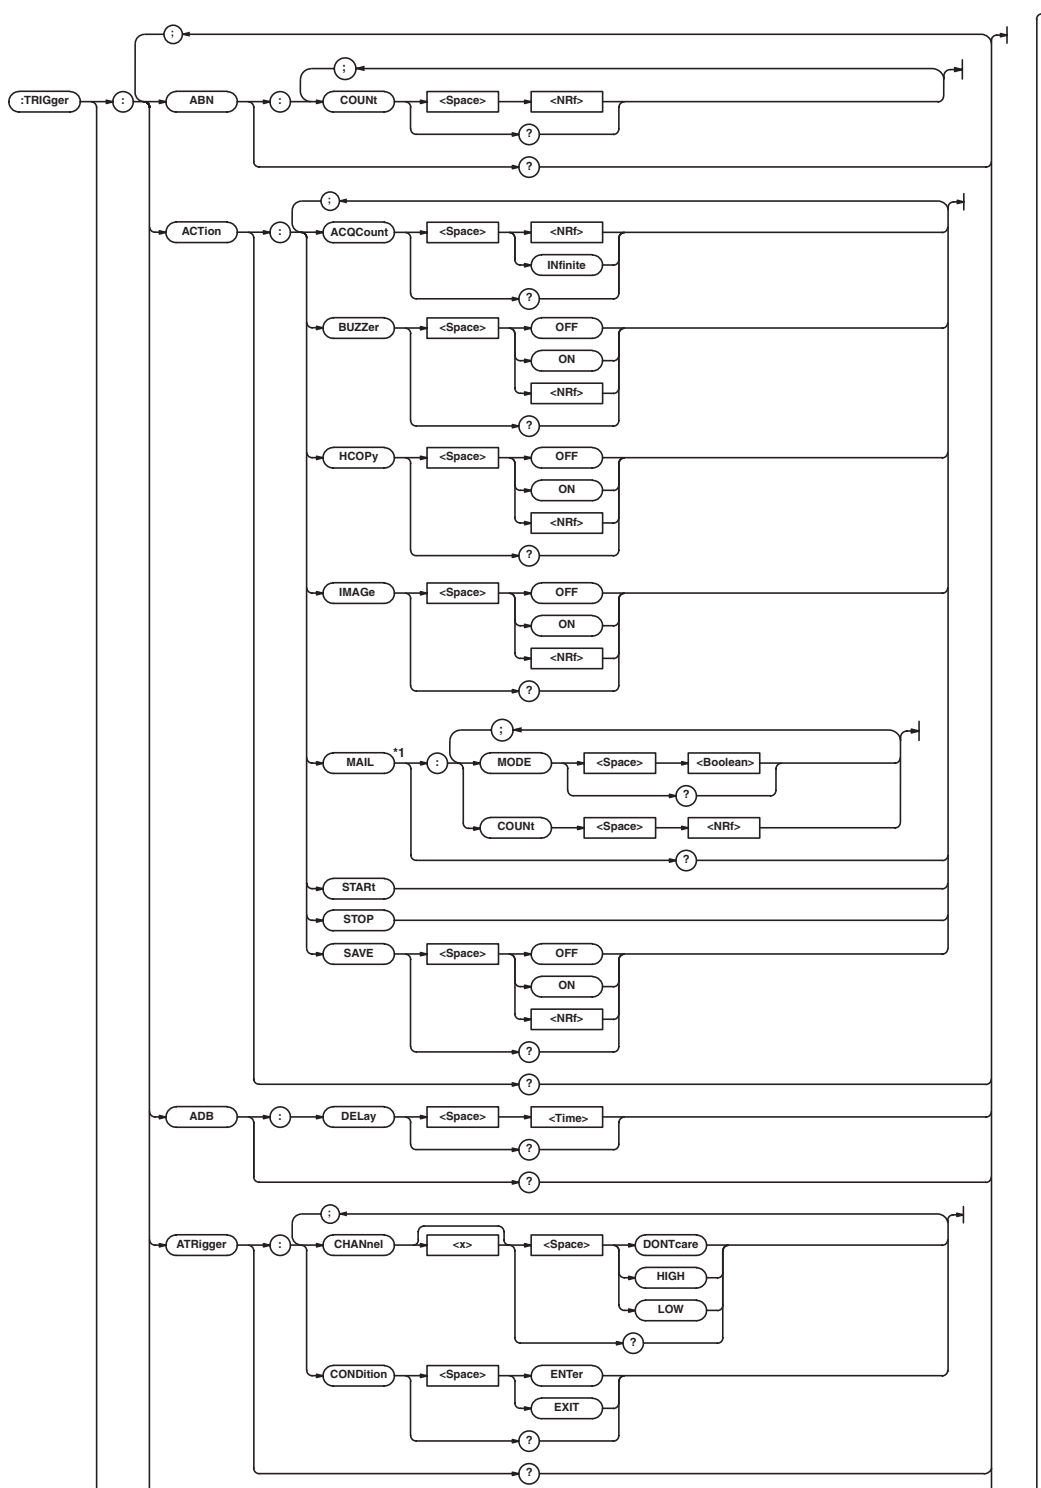 ;
;
:TRIGger : ABN : COUNt <Space> <NRf>
?
?
;
ACTion : ACQCount <Space> <NRf>
INfinite
?
BUZZer <Space> OFF
ON
<NRf>
?
HCOPy <Space> OFF
ON
<NRf>
?
IMAGe <Space> OFF
ON
<NRf>
?
;
MAIL *1 : MODE <Space> <Boolean>
?
COUNt <Space> <NRf>
?
STARt
STOP
SAVE <Space> OFF
ON
<NRf>
?
?
ADB : DELay <Space> <Time>
?
?
;
ATRigger : CHANnel <x> <Space> DONTcare
HIGH
LOW
?
CONDition <Space> ENTer
EXIT
?
?